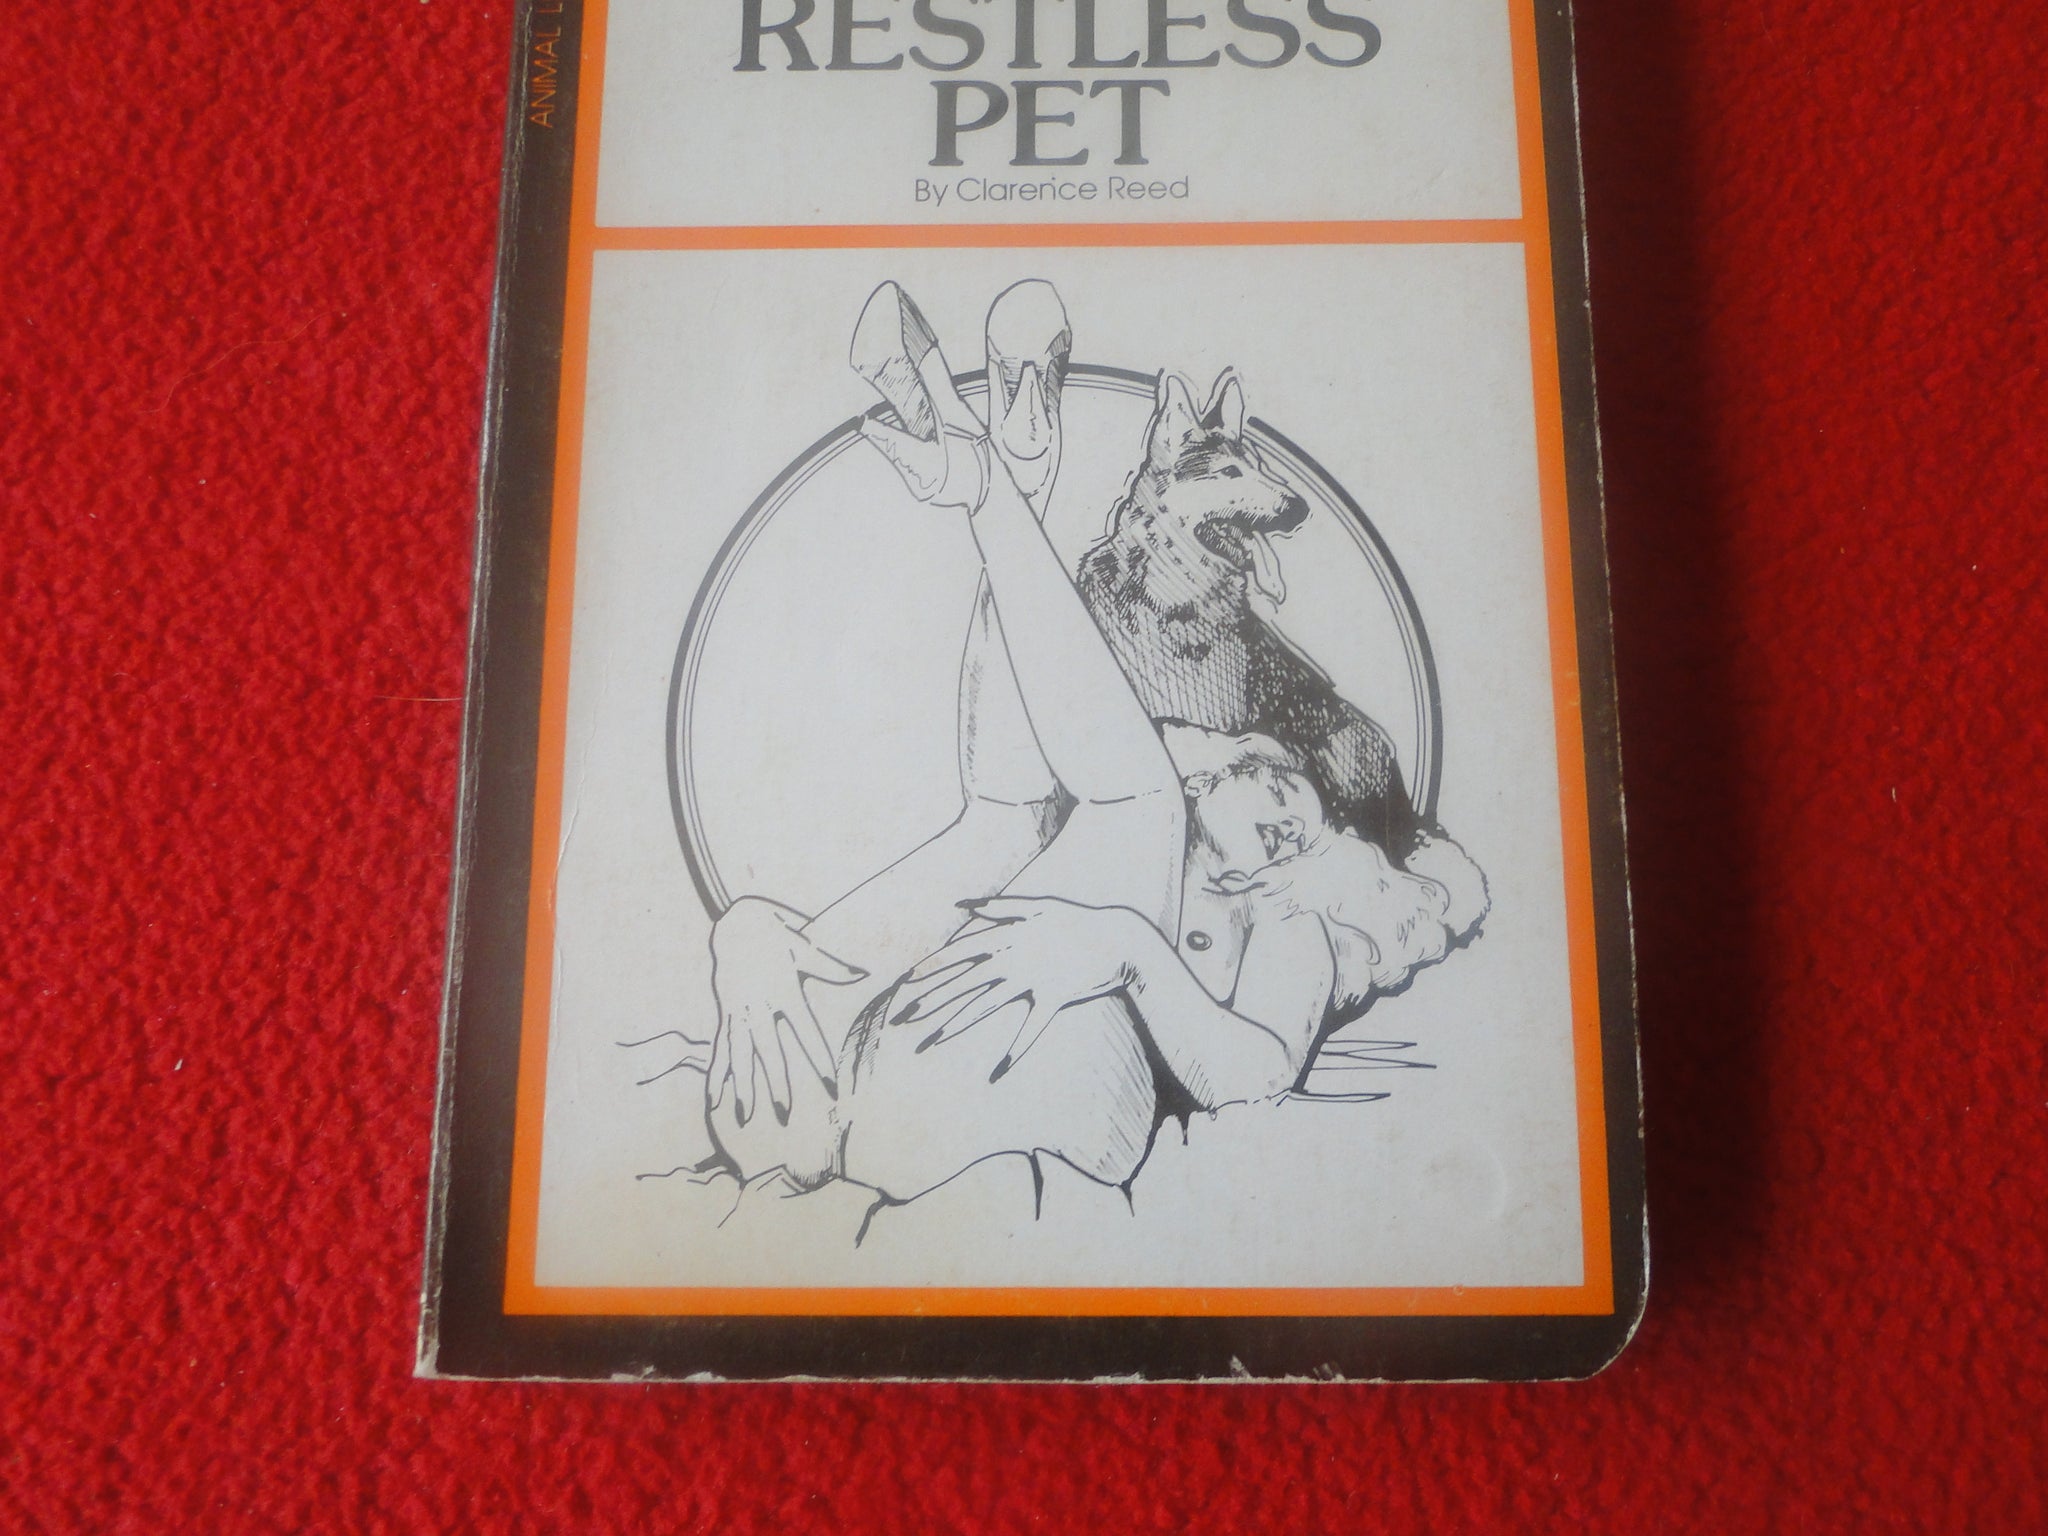 RESTLESS
PET
By Clarence Reed
ANIMAL